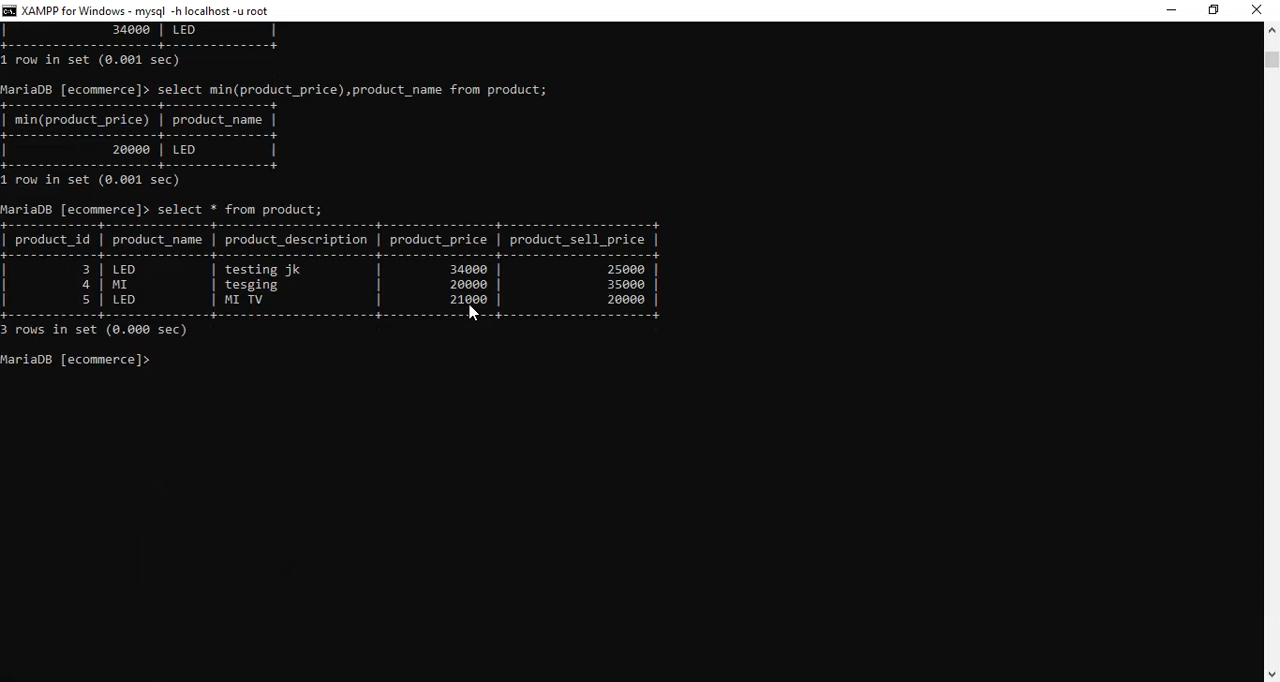 XAMPP for Windows - mysql  -h localhost -u root
|               34000 | LED          |
+---------------------+--------------+
1 row in set (0.001 sec)
MariaDB [ecommerce]> select min(product_price),product_name from product;
+--------------------+--------------+
| min(product_price) | product_name |
+--------------------+--------------+
|              20000 | LED          |
+--------------------+--------------+
1 row in set (0.001 sec)
MariaDB [ecommerce]> select * from product;
+------------+--------------+---------------------+---------------+--------------------+
| product_id | product_name | product_description | product_price | product_sell_price |
+------------+--------------+---------------------+---------------+--------------------+
|          3 | LED          | testing jk          |         34000 |              25000 |
|          4 | MI           | tesging             |         20000 |              35000 |
|          5 | LED          | MI TV               |         21000 |              20000 |
+------------+--------------+---------------------+---------------+--------------------+
3 rows in set (0.000 sec)
MariaDB [ecommerce]>